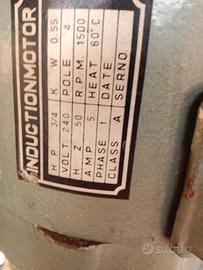 INDUCTIONMOTOR
H P 3/4 K W 0.55
VOLT 240 POLE 4
H Z 50 R.P.M. 1500
AMP 5 HEAT 60°C
PHASE 1 DATE
CLASS A SERNO.
subito